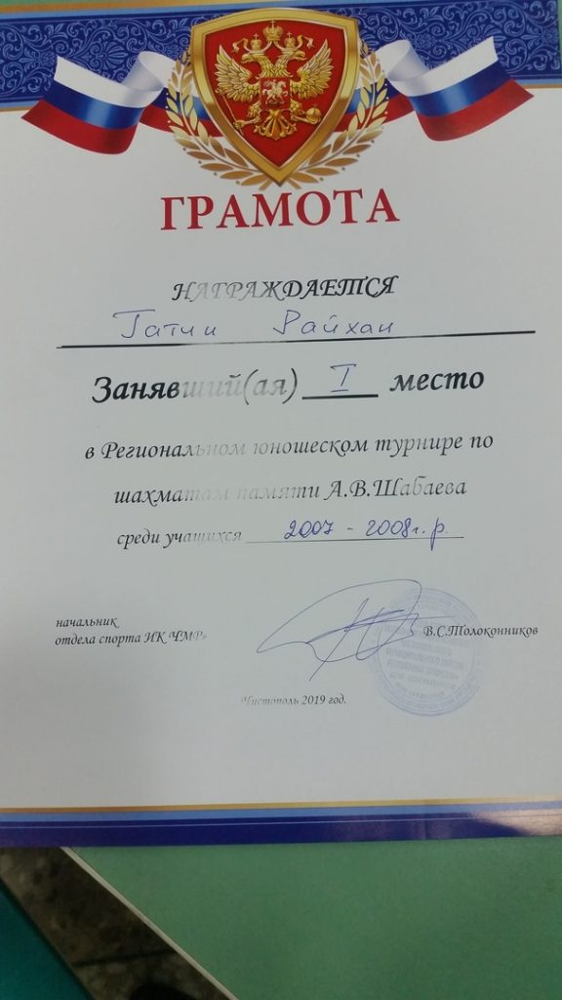 ГРАМОТА
НАГРАЖДАЕТСЯ
Гатин Райхан
Занявший(ая) I место
в Региональном юношеском турнире по
шахматам памяти А.В.Шабаева
среди учащихся 2007 - 2008г.р.
начальник
отдела спорта ИК ЧМР»
В.С.Толоконников
Чистополь 2019 год.